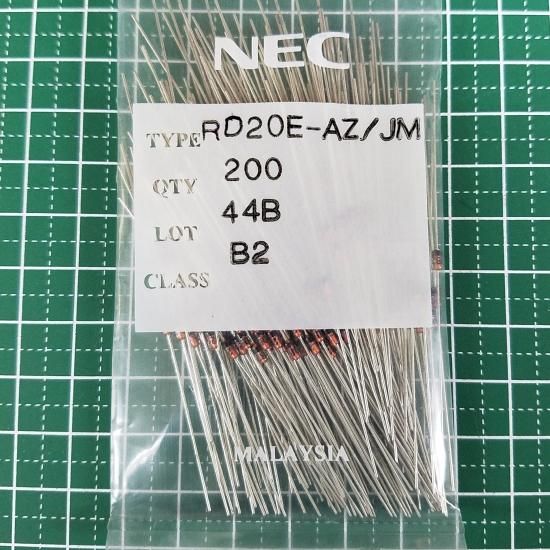 NEC
TYPE RD20E-AZ/JM
QTY 200
LOT 44B
CLASS B2
MALAYSIA